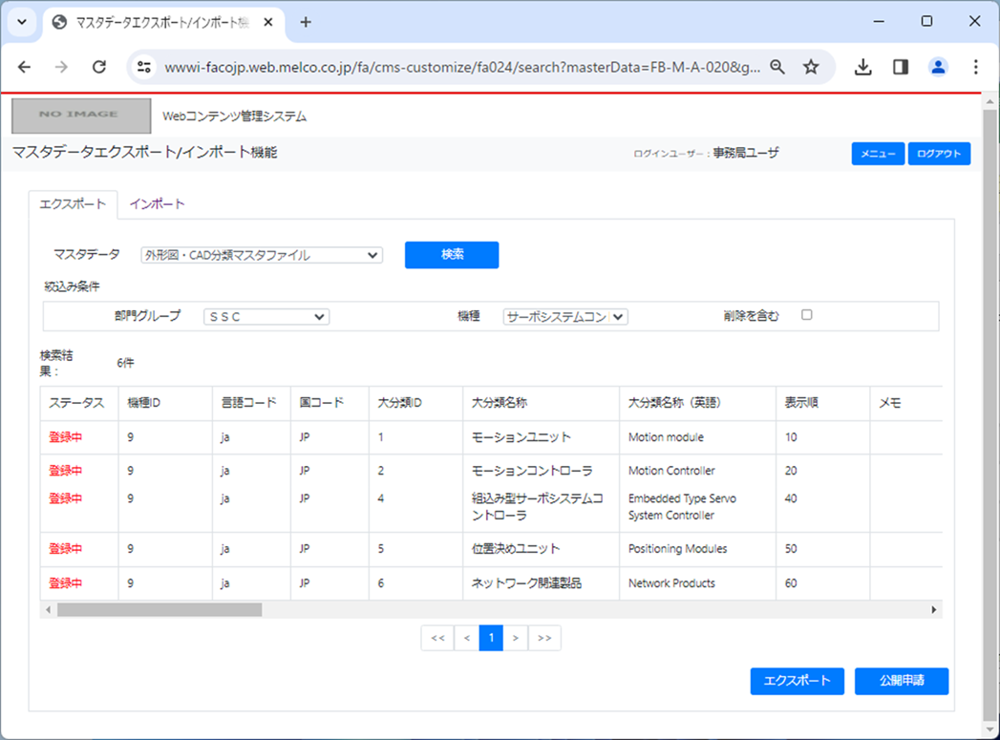 マスタデータエクスポート/インポート機
wwwi-facojp.web.melco.co.jp/fa/cms-customize/fa024/search?masterData=FB-M-A-020&g...
NO IMAGE Webコンテンツ管理システム
マスタデータエクスポート/インポート機能 ログインユーザー：事務局ユーザ メニュー ログアウト
エクスポート インポート
マスタデータ 外形図・CAD分類マスタファイル 検索
絞込み条件
部門グループ ＳＳＣ 機種 サーボシステムコン 削除を含む
検索結
果： 6件
ステータス 機種ID 言語コード 国コード 大分類ID 大分類名称 大分類名称（英語） 表示順 メモ
登録中 9 ja JP 1 モーションユニット Motion module 10
登録中 9 ja JP 2 モーションコントローラ Motion Controller 20
登録中 9 ja JP 4 組込み型サーボシステムコ Embedded Type Servo 40
ントローラ System Controller
登録中 9 ja JP 5 位置決めユニット Positioning Modules 50
登録中 9 ja JP 6 ネットワーク関連製品 Network Products 60
<< < 1 > >>
エクスポート 公開申請